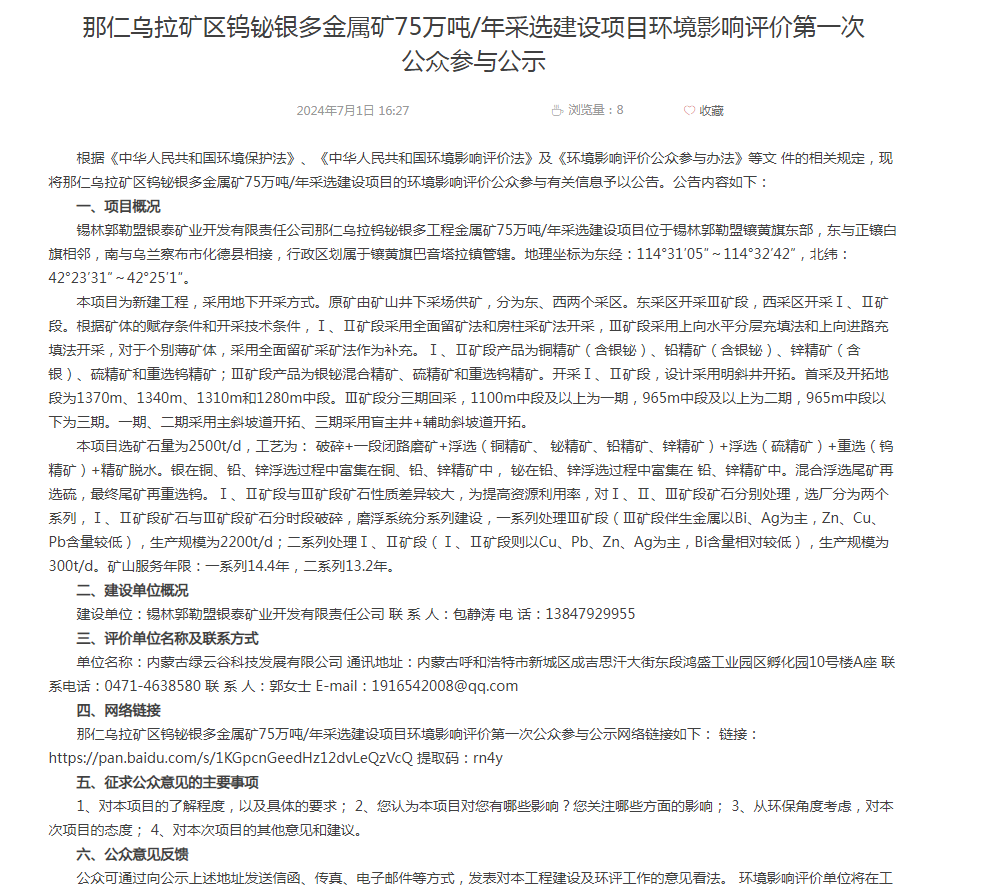 那仁乌拉矿区钨铋银多金属矿75万吨/年采选建设项目环境影响评价第一次
公众参与公示
2024年7月1日 16:27 浏览量：8 收藏
根据《中华人民共和国环境保护法》、《中华人民共和国环境影响评价法》及《环境影响评价公众参与办法》等文 件的相关规定，现
将那仁乌拉矿区钨铋银多金属矿75万吨/年采选建设项目的环境影响评价公众参与有关信息予以公告。公告内容如下：
一、项目概况
锡林郭勒盟银泰矿业开发有限责任公司那仁乌拉钨铋银多工程金属矿75万吨/年采选建设项目位于锡林郭勒盟镶黄旗东部，东与正镶白
旗相邻，南与乌兰察布市化德县相接，行政区划属于镶黄旗巴音塔拉镇管辖。地理坐标为东经：114°31′05″～114°32′42″，北纬：
42°23′31″～42°25′1″。
本项目为新建工程，采用地下开采方式。原矿由矿山井下采场供矿，分为东、西两个采区。东采区开采Ⅲ矿段，西采区开采Ⅰ、Ⅱ矿
段。根据矿体的赋存条件和开采技术条件，Ⅰ、Ⅱ矿段采用全面留矿法和房柱采矿法开采，Ⅲ矿段采用上向水平分层充填法和上向进路充
填法开采，对于个别薄矿体，采用全面留矿采矿法作为补充。Ⅰ、Ⅱ矿段产品为铜精矿（含银铋）、铅精矿（含银铋）、锌精矿（含
银）、硫精矿和重选钨精矿；Ⅲ矿段产品为银铋混合精矿、硫精矿和重选钨精矿。开采Ⅰ、Ⅱ矿段，设计采用明斜井开拓。首采及开拓地
段为1370m、1340m、1310m和1280m中段。Ⅲ矿段分三期回采，1100m中段及以上为一期，965m中段及以上为二期，965m中段以
下为三期。一期、二期采用主斜坡道开拓、三期采用盲主井+辅助斜坡道开拓。
本项目选矿石量为2500t/d，工艺为： 破碎+一段闭路磨矿+浮选（铜精矿、 铋精矿、铅精矿、锌精矿）+浮选（硫精矿）+重选（钨
精矿）+精矿脱水。银在铜、铅、锌浮选过程中富集在铜、铅、锌精矿中， 铋在铅、锌浮选过程中富集在 铅、锌精矿中。混合浮选尾矿再
选硫，最终尾矿再重选钨。Ⅰ、Ⅱ矿段与Ⅲ矿段矿石性质差异较大，为提高资源利用率，对Ⅰ、Ⅱ、Ⅲ矿段矿石分别处理，选厂分为两个
系列，Ⅰ、Ⅱ矿段矿石与Ⅲ矿段矿石分时段破碎，磨浮系统分系列建设，一系列处理Ⅲ矿段（Ⅲ矿段伴生金属以Bi、Ag为主，Zn、Cu、
Pb含量较低），生产规模为2200t/d；二系列处理Ⅰ、Ⅱ矿段（Ⅰ、Ⅱ矿段则以Cu、Pb、Zn、Ag为主，Bi含量相对较低），生产规模为
300t/d。矿山服务年限：一系列14.4年，二系列13.2年。
二、建设单位概况
建设单位：锡林郭勒盟银泰矿业开发有限责任公司 联 系 人：包静涛 电 话：13847929955
三、评价单位名称及联系方式
单位名称：内蒙古绿云谷科技发展有限公司 通讯地址：内蒙古呼和浩特市新城区成吉思汗大街东段鸿盛工业园区孵化园10号楼A座 联
系电话：0471-4638580 联 系 人：郭女士 E-mail：1916542008@qq.com
四、网络链接
那仁乌拉矿区钨铋银多金属矿75万吨/年采选建设项目环境影响评价第一次公众参与公示网络链接如下： 链接：
https://pan.baidu.com/s/1KGpcnGeedHz12dvLeQzVcQ 提取码：rn4y
五、征求公众意见的主要事项
1、对本项目的了解程度，以及具体的要求； 2、您认为本项目对您有哪些影响？您关注哪些方面的影响； 3、从环保角度考虑，对本
次项目的态度； 4、对本次项目的其他意见和建议。
六、公众意见反馈
公众可通过向公示上述地址发送信函、传真、电子邮件等方式，发表对本工程建设及环评工作的意见看法。 环境影响评价单位将在工